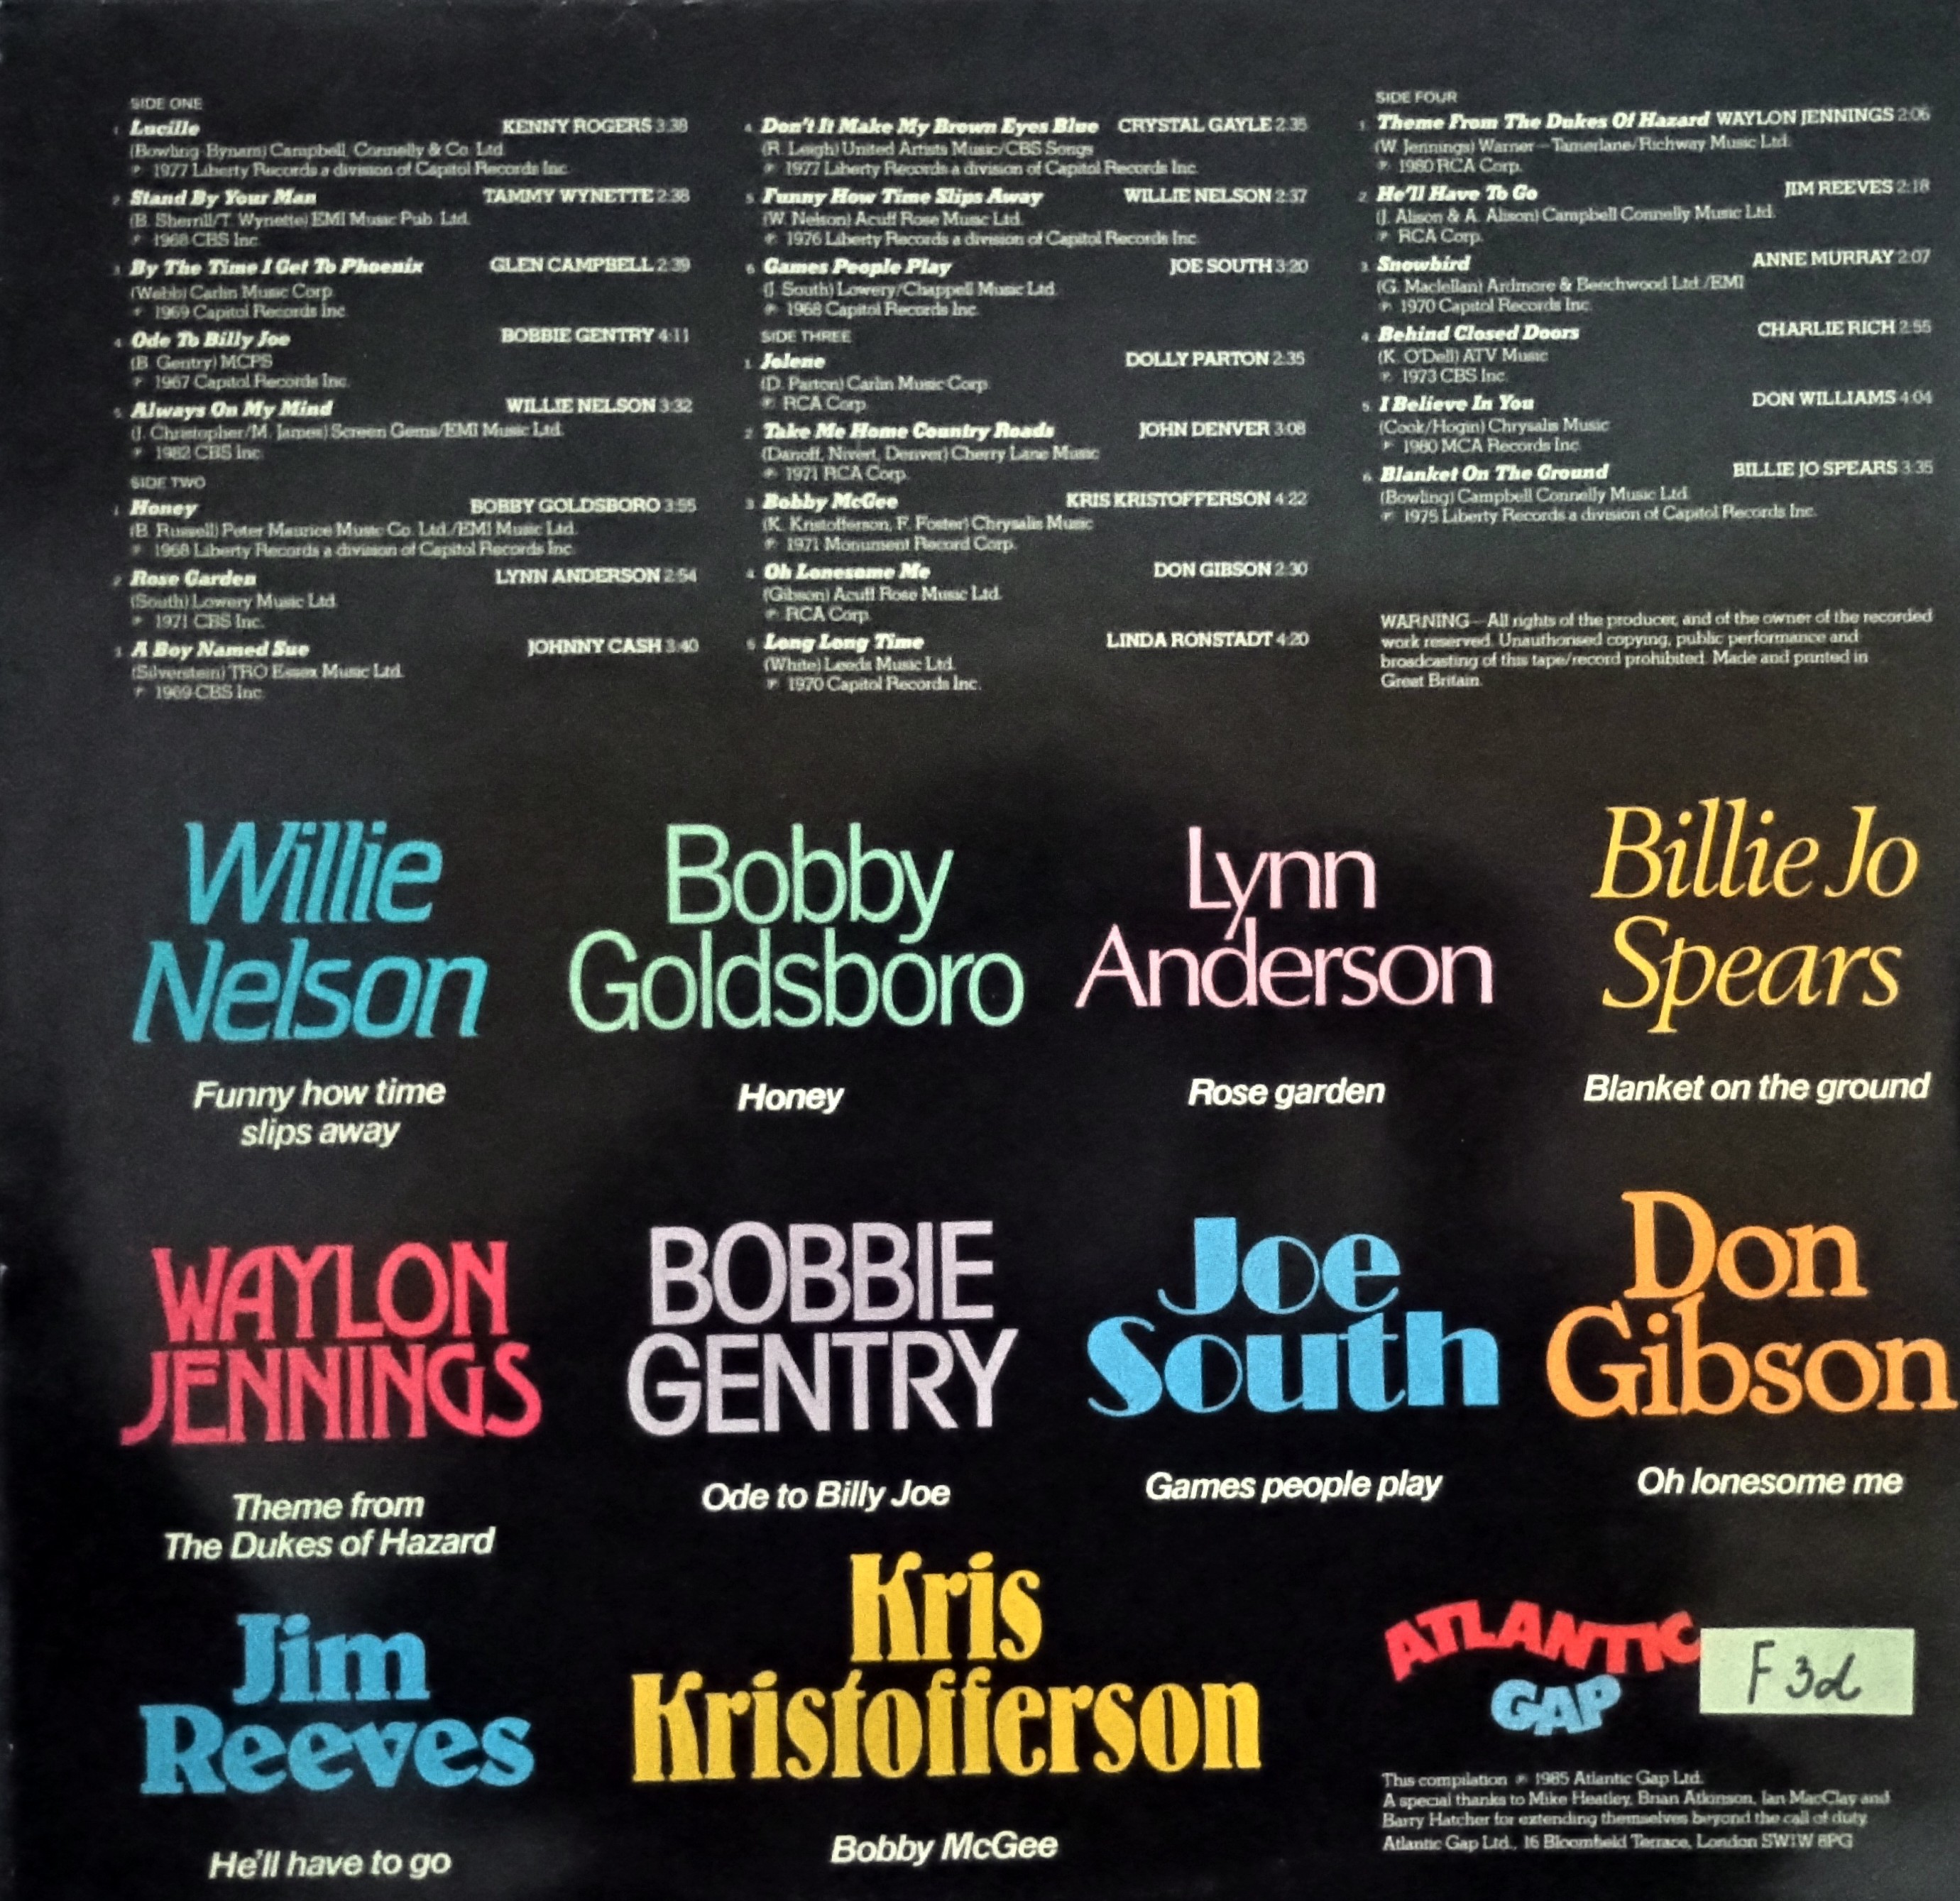 SIDE ONE
1 Lucille KENNY ROGERS 3:38
(Bowling-Bynam) Campbell, Connelly & Co. Ltd.
℗ 1977 Liberty Records a division of Capitol Records Inc.
2 Stand By Your Man TAMMY WYNETTE 2:38
(B. Sherrill/T. Wynette) EMI Music Pub. Ltd.
℗ 1968 CBS Inc.
3 By The Time I Get To Phoenix GLEN CAMPBELL 2:39
(Webb) Carlin Music Corp.
℗ 1969 Capitol Records Inc.
4 Ode To Billy Joe BOBBIE GENTRY 4:11
(B. Gentry) MCPS
℗ 1967 Capitol Records Inc.
5 Always On My Mind WILLIE NELSON 3:32
(J. Christopher/M. James) Screen Gems/EMI Music Ltd.
℗ 1982 CBS Inc.
SIDE TWO
1 Honey BOBBY GOLDSBORO 3:55
(B. Russell) Peter Maurice Music Co. Ltd./EMI Music Ltd.
℗ 1968 Liberty Records a division of Capitol Records Inc.
2 Rose Garden LYNN ANDERSON 2:54
(South) Lowery Music Ltd.
℗ 1971 CBS Inc.
3 A Boy Named Sue JOHNNY CASH 3:40
(Silverstein) TRO Essex Music Ltd.
℗ 1969 CBS Inc.
4 Don't It Make My Brown Eyes Blue CRYSTAL GAYLE 2:35
(R. Leigh) United Artists Music/CBS Songs
℗ 1977 Liberty Records a division of Capitol Records Inc.
5 Funny How Time Slips Away WILLIE NELSON 2:37
(W. Nelson) Acuff Rose Music Ltd.
℗ 1976 Liberty Records a division of Capitol Records Inc.
6 Games People Play JOE SOUTH 3:20
(J. South) Lowery/Chappell Music Ltd.
℗ 1968 Capitol Records Inc.
SIDE THREE
1 Jolene DOLLY PARTON 2:35
(D. Parton) Carlin Music Corp.
℗ RCA Corp.
2 Take Me Home Country Roads JOHN DENVER 3:08
(Danoff, Nivert, Denver) Cherry Lane Music
℗ 1971 RCA Corp.
3 Bobby McGee KRIS KRISTOFFERSON 4:22
(K. Kristofferson, F. Foster) Chrysalis Music
℗ 1971 Monument Record Corp.
4 Oh Lonesome Me DON GIBSON 2:30
(Gibson) Acuff Rose Music Ltd.
℗ RCA Corp.
5 Long Long Time LINDA RONSTADT 4:20
(White) Leeds Music Ltd.
℗ 1970 Capitol Records Inc.
SIDE FOUR
1 Theme From The Dukes Of Hazard WAYLON JENNINGS 2:06
(W. Jennings) Warner—Tamerlane/Richway Music Ltd.
℗ 1980 RCA Corp.
2 He'll Have To Go JIM REEVES 2:18
(J. Alison & A. Alison) Campbell Connelly Music Ltd.
℗ RCA Corp.
3 Snowbird ANNE MURRAY 2:07
(G. Maclellan) Ardmore & Beechwood Ltd./EMI
℗ 1970 Capitol Records Inc.
4 Behind Closed Doors CHARLIE RICH 2:55
(K. O'Dell) ATV Music
℗ 1973 CBS Inc.
5 I Believe In You DON WILLIAMS 4:04
(Cook/Hogin) Chrysalis Music
℗ 1980 MCA Records Inc.
6 Blanket On The Ground BILLIE JO SPEARS 3:35
(Bowling) Campbell Connelly Music Ltd.
℗ 1975 Liberty Records a division of Capitol Records Inc.
WARNING—All rights of the producer, and of the owner of the recorded
work reserved. Unauthorised copying, public performance and
broadcasting of this tape/record prohibited. Made and printed in
Great Britain.
Willie
Nelson
Funny how time
slips away
Bobby
Goldsboro
Honey
Lynn
Anderson
Rose garden
Billie Jo
Spears
Blanket on the ground
WAYLON
JENNINGS
Theme from
The Dukes of Hazard
BOBBIE
GENTRY
Ode to Billy Joe
Joe
South
Games people play
Don
Gibson
Oh lonesome me
Jim
Reeves
He'll have to go
Kris
Kristofferson
Bobby McGee
ATLANTIC
GAP
F 3d
This compilation ℗ 1985 Atlantic Gap Ltd.
A special thanks to Mike Heatley, Brian Atkinson, Ian MacClay and
Barry Hatcher for extending themselves beyond the call of duty.
Atlantic Gap Ltd., 16 Bloomfield Terrace, London SW1W 8PG